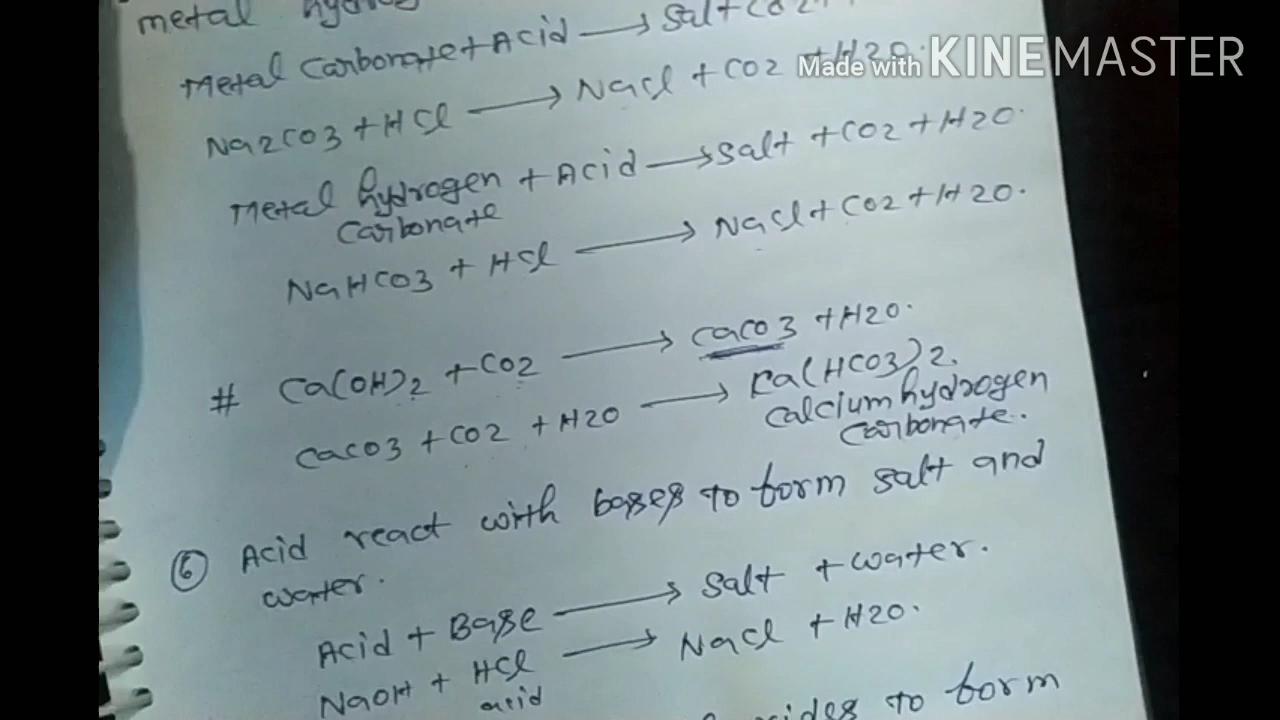 metal
Metal Carbonate + Acid → Salt + CO2 +
Made with KINEMASTER
Na2CO3 + HCl → NaCl + CO2 + H2O.
Metal hydrogen + Acid → Salt + CO2 + H2O.
Carbonate
NaHCO3 + HCl → NaCl + CO2 + H2O.
# Ca(OH)2 + CO2 → CaCO3 + H2O.
CaCO3 + CO2 + H2O → Ca(HCO3)2.
Calcium hydrogen
Carbonate.
⑥ Acid react with bases to form salt and
water.
Acid + Base → Salt + water.
NaOH + HCl → NaCl + H2O.
acid
to form